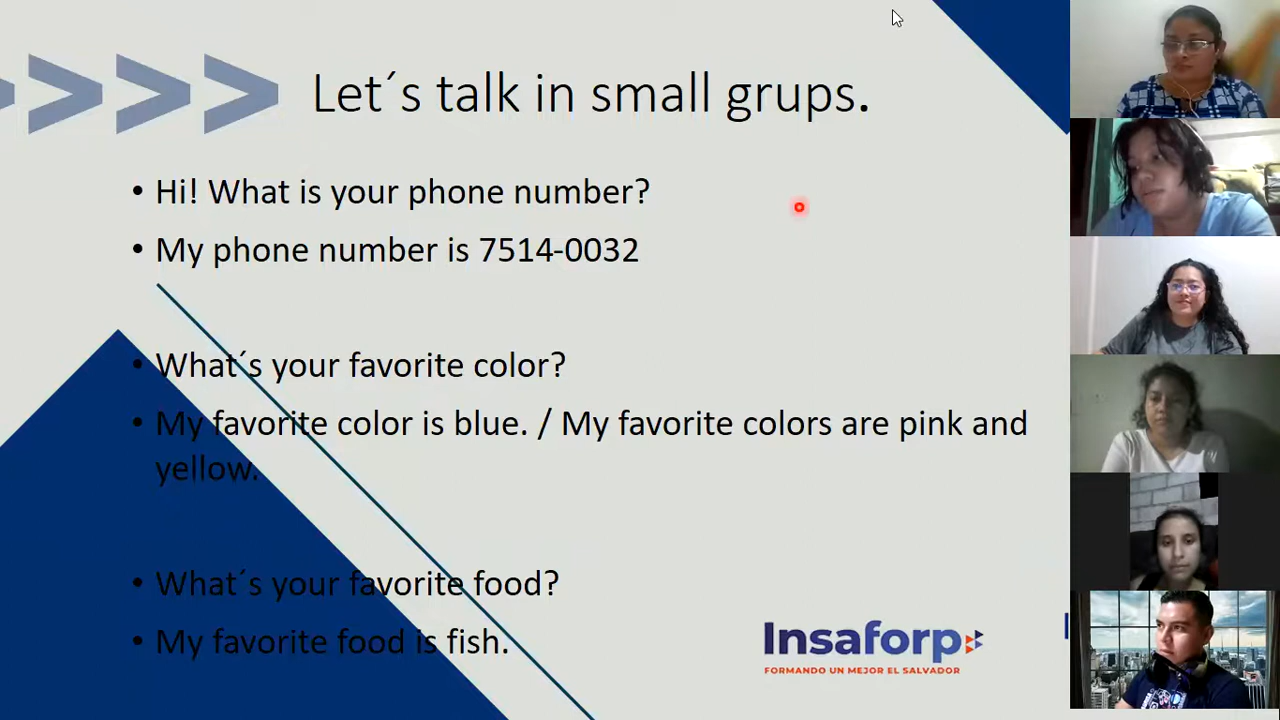 Let´s talk in small grups.
• Hi! What is your phone number?
• My phone number is 7514-0032
• What´s your favorite color?
• My favorite color is blue. / My favorite colors are pink and
yellow.
• What´s your favorite food?
• My favorite food is fish.
Insaforp
FORMANDO UN MEJOR EL SALVADOR